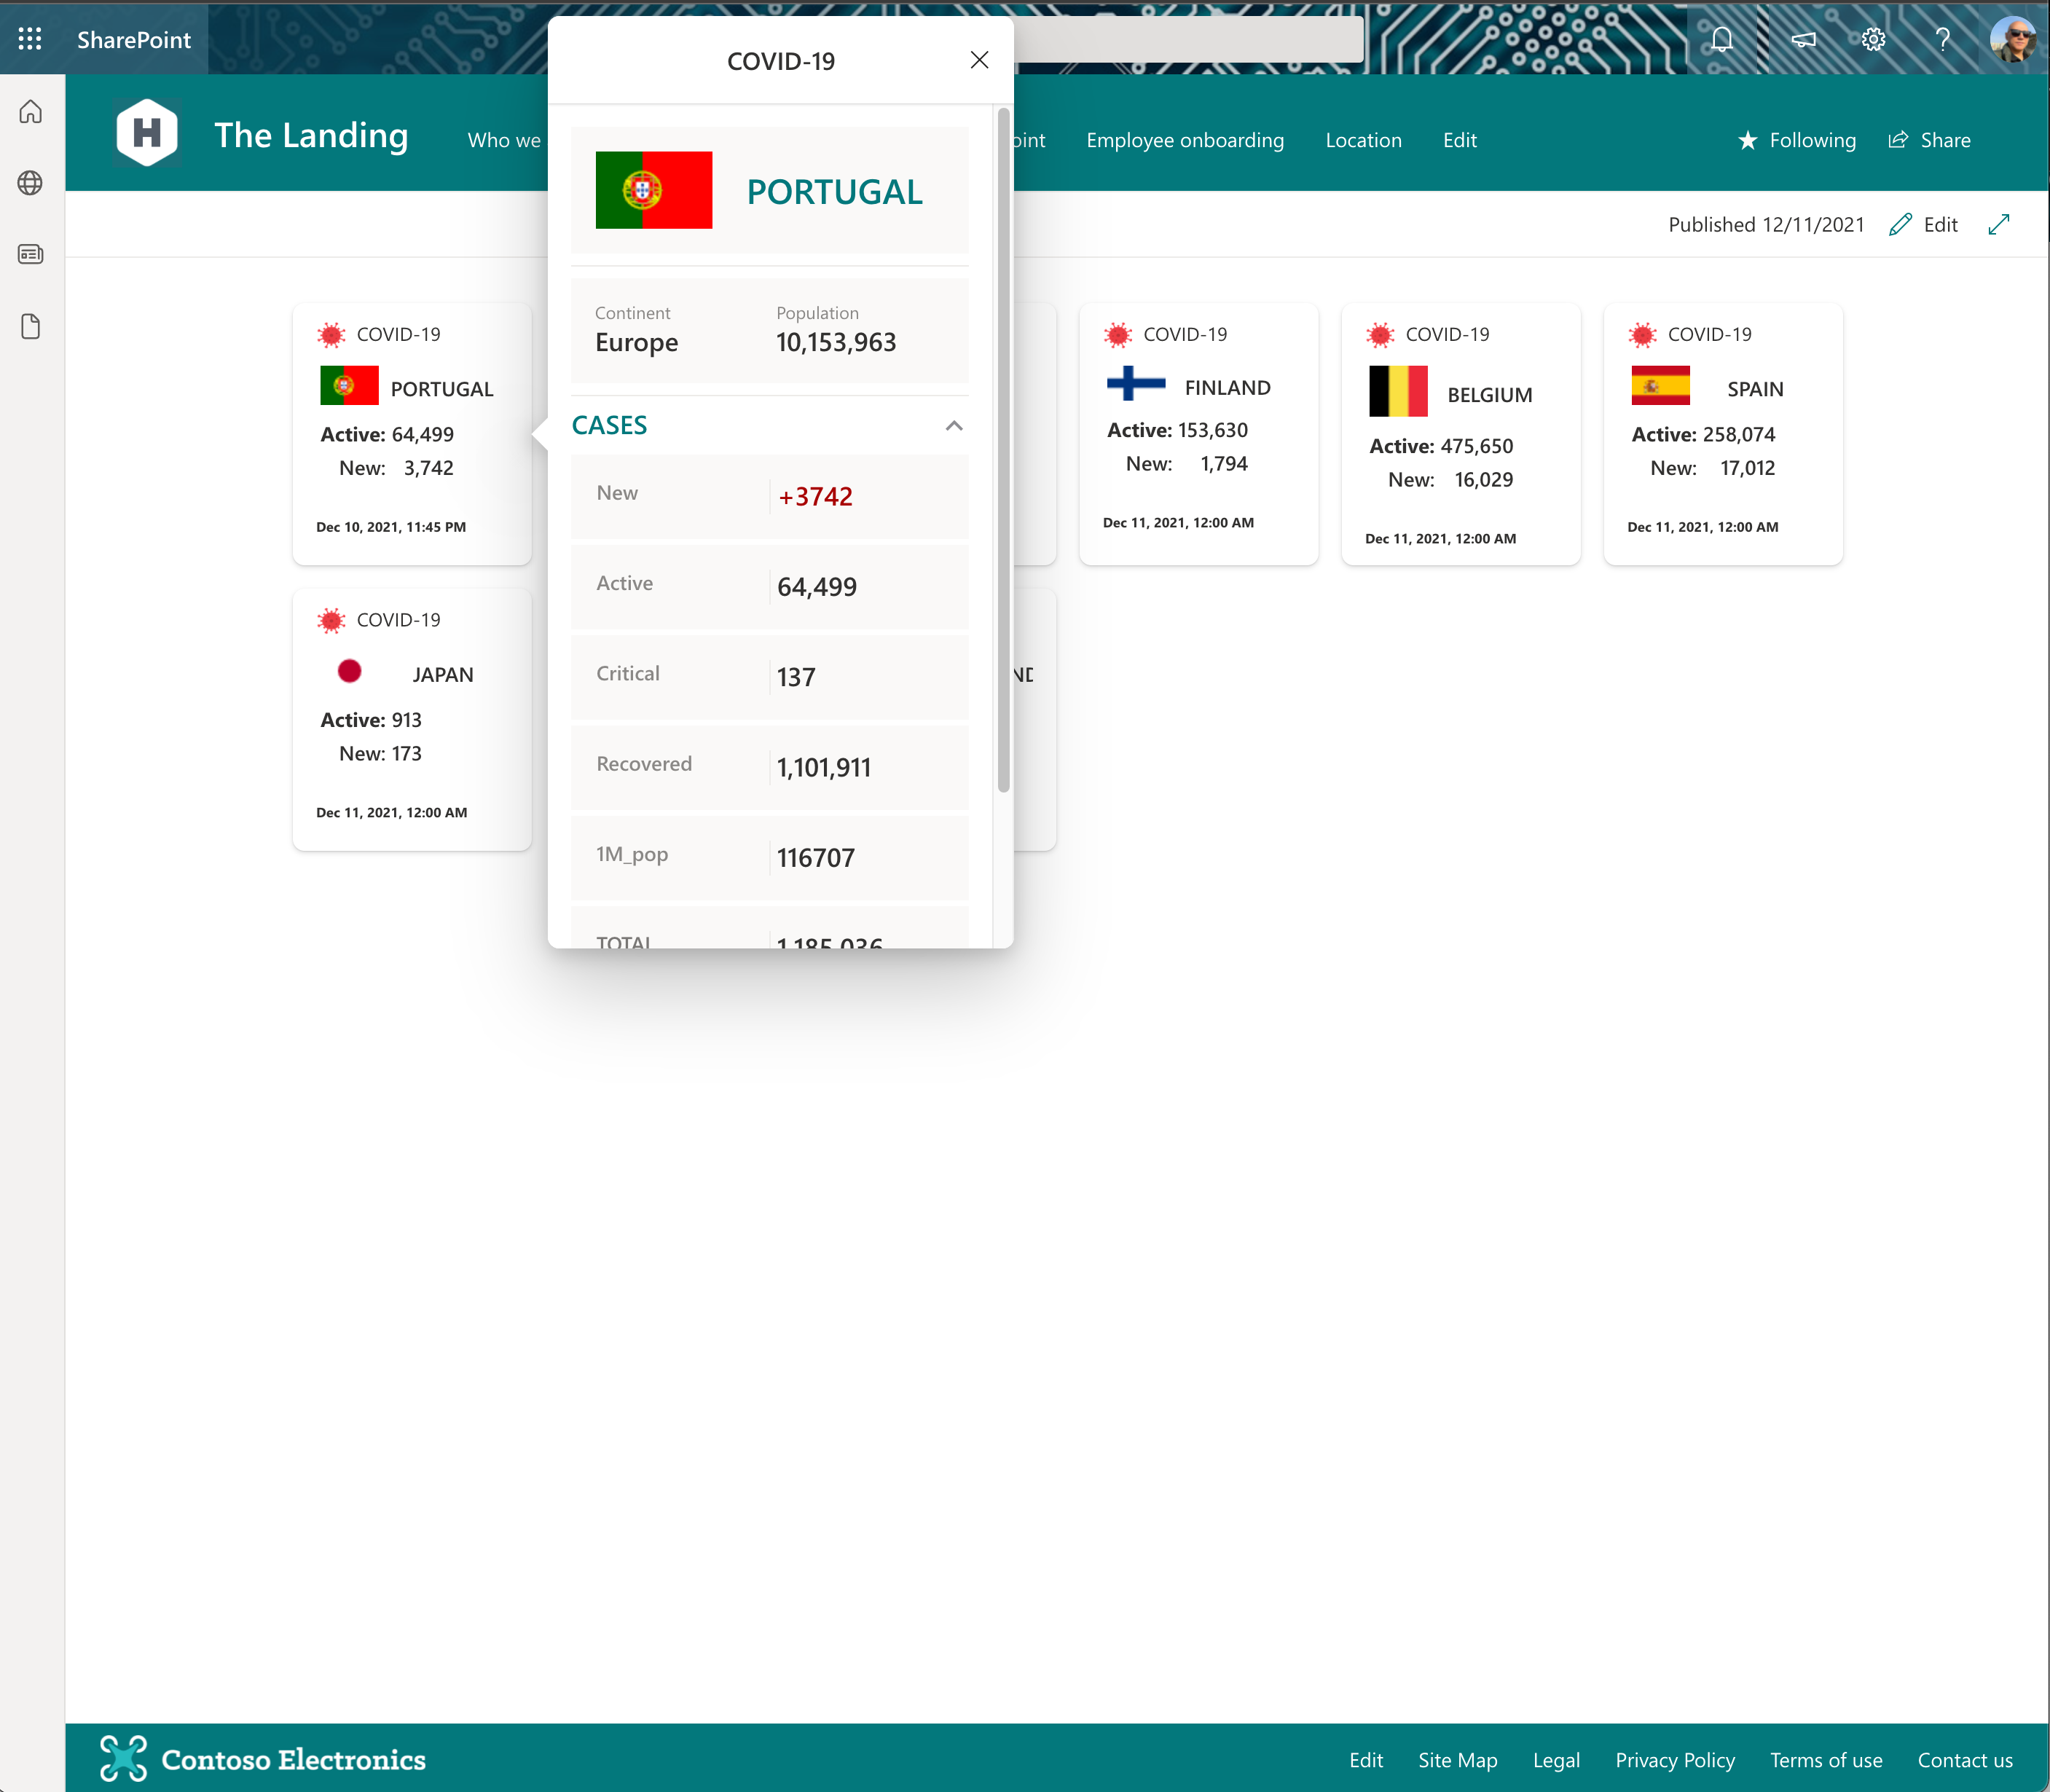 SharePoint
COVID-19
H
The Landing
Who we
Employee onboarding
Location
Edit
Following
Share
PORTUGAL
Published 12/11/2021
Edit
Continent
Population
Europe
10,153,963
CASES
New
+3742
Active
64,499
Critical
137
Recovered
1,101,911
1M_pop
116707
TOTAL
1,185,036
COVID-19
PORTUGAL
Active: 64,499
New: 3,742
Dec 10, 2021, 11:45 PM
COVID-19
FINLAND
Active: 153,630
New: 1,794
Dec 11, 2021, 12:00 AM
COVID-19
BELGIUM
Active: 475,650
New: 16,029
Dec 11, 2021, 12:00 AM
COVID-19
SPAIN
Active: 258,074
New: 17,012
Dec 11, 2021, 12:00 AM
COVID-19
JAPAN
Active: 913
New: 173
Dec 11, 2021, 12:00 AM
Contoso Electronics
Edit
Site Map
Legal
Privacy Policy
Terms of use
Contact us